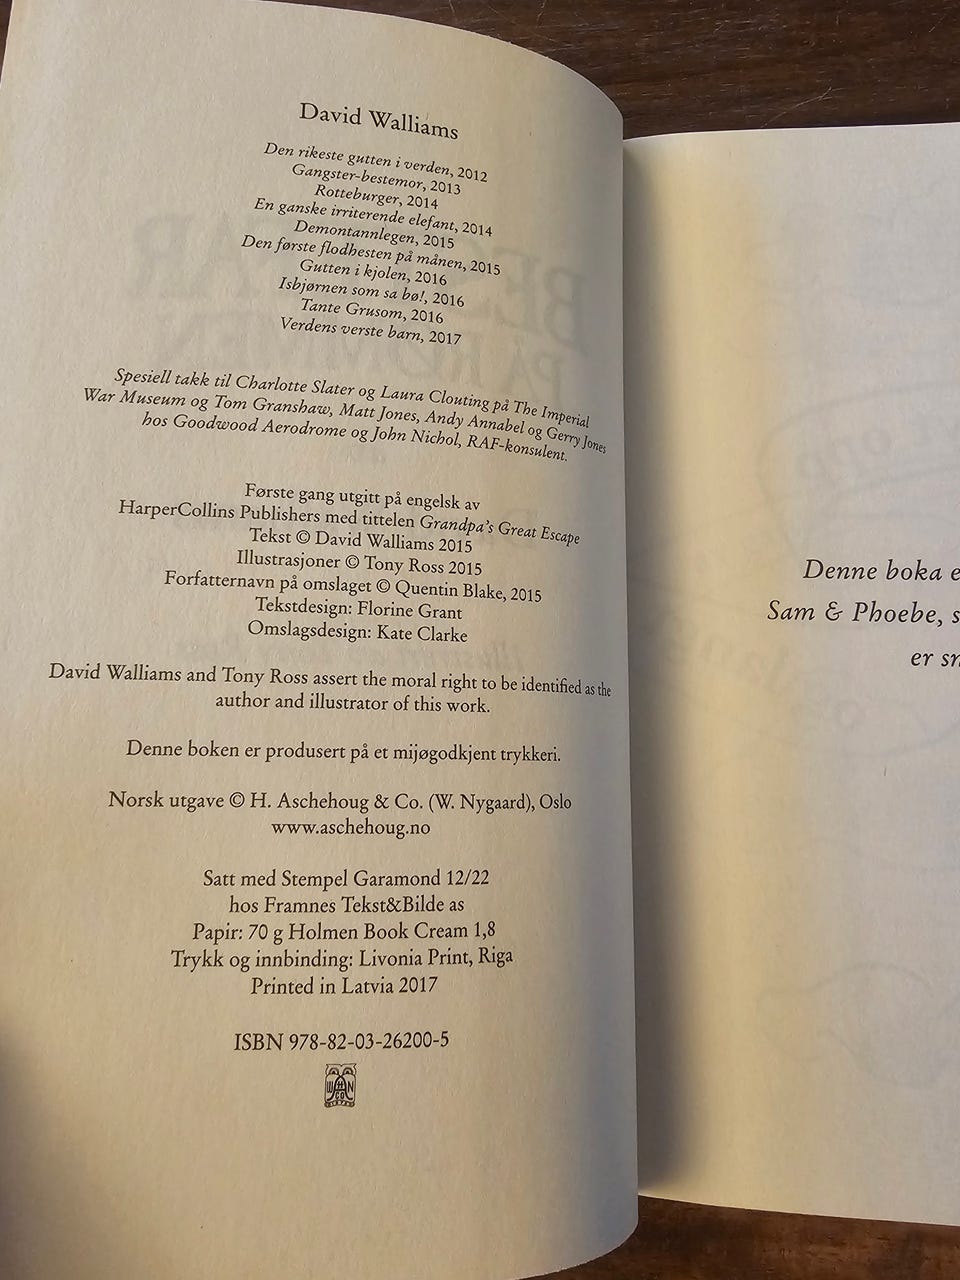 David Walliams
Den rikeste gutten i verden, 2012
Gangster-bestemor, 2013
Rotteburger, 2014
En ganske irriterende elefant, 2014
Demontannlegen, 2015
Den første flodhesten på månen, 2015
Gutten i kjolen, 2016
Isbjørnen som sa bø!, 2016
Tante Grusom, 2016
Verdens verste barn, 2017
Spesiell takk til Charlotte Slater og Laura Clouting på The Imperial
War Museum og Tom Granshaw, Matt Jones, Andy Annabel og Gerry Jones
hos Goodwood Aerodrome og John Nichol, RAF-konsulent.
Første gang utgitt på engelsk av
HarperCollins Publishers med tittelen Grandpa's Great Escape
Tekst © David Walliams 2015
Illustrasjoner © Tony Ross 2015
Forfatternavn på omslaget © Quentin Blake, 2015
Tekstdesign: Florine Grant
Omslagsdesign: Kate Clarke
David Walliams and Tony Ross assert the moral right to be identified as the
author and illustrator of this work.
Denne boken er produsert på et mijøgodkjent trykkeri.
Norsk utgave © H. Aschehoug & Co. (W. Nygaard), Oslo
www.aschehoug.no
Satt med Stempel Garamond 12/22
hos Framnes Tekst&Bilde as
Papir: 70 g Holmen Book Cream 1,8
Trykk og innbinding: Livonia Print, Riga
Printed in Latvia 2017
ISBN 978-82-03-26200-5
Denne boka e
Sam & Phoebe, s
er sn